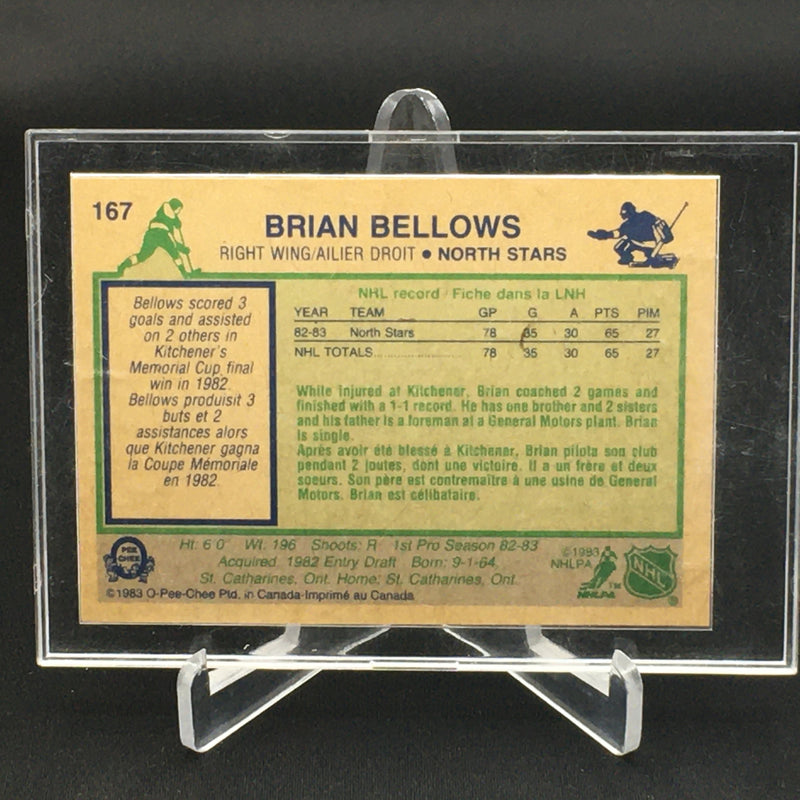 167
BRIAN BELLOWS
RIGHT WING/AILIER DROIT • NORTH STARS
Bellows scored 3
goals and assisted
on 2 others in
Kitchener's
Memorial Cup final
win in 1982.
Bellows produisit 3
buts et 2
assistances alors
que Kitchener gagna
la Coupe Mémoriale
en 1982.
NHL record / Fiche dans la LNH
YEAR TEAM GP G A PTS PIM
82-83 North Stars 78 35 30 65 27
NHL TOTALS 78 35 30 65 27
While injured at Kitchener, Brian coached 2 games and
finished with a 1-1 record. He has one brother and 2 sisters
and his father is a foreman at a General Motors plant. Brian
is single.
Après avoir été blessé à Kitchener, Brian pilota son club
pendant 2 joutes, dont une victoire. Il a un frère et deux
soeurs. Son père est contremaître à une usine de General
Motors. Brian est célibataire.
O PEE CHEE
Ht: 6'0" Wt. 196 Shoots: R 1st Pro Season 82-83
Acquired: 1982 Entry Draft Born: 9-1-64,
St. Catharines, Ont. Home: St. Catharines, Ont.
©1983 O-Pee-Chee Ptd. in Canada-Imprimé au Canada
©1983
NHLPA
TM
NHLPA
NHL
®